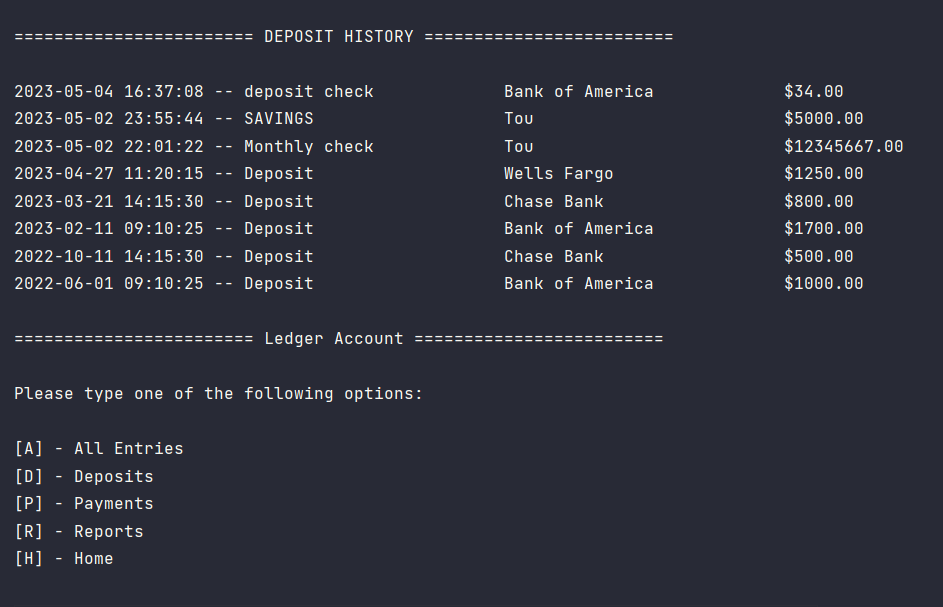 ======================== DEPOSIT HISTORY =========================
2023-05-04 16:37:08 -- deposit check             Bank of America             $34.00
2023-05-02 23:55:44 -- SAVINGS                   Tou                         $5000.00
2023-05-02 22:01:22 -- Monthly check             Tou                         $12345667.00
2023-04-27 11:20:15 -- Deposit                   Wells Fargo                 $1250.00
2023-03-21 14:15:30 -- Deposit                   Chase Bank                  $800.00
2023-02-11 09:10:25 -- Deposit                   Bank of America             $1700.00
2022-10-11 14:15:30 -- Deposit                   Chase Bank                  $500.00
2022-06-01 09:10:25 -- Deposit                   Bank of America             $1000.00
======================== Ledger Account =========================
Please type one of the following options:
[A] - All Entries
[D] - Deposits
[P] - Payments
[R] - Reports
[H] - Home